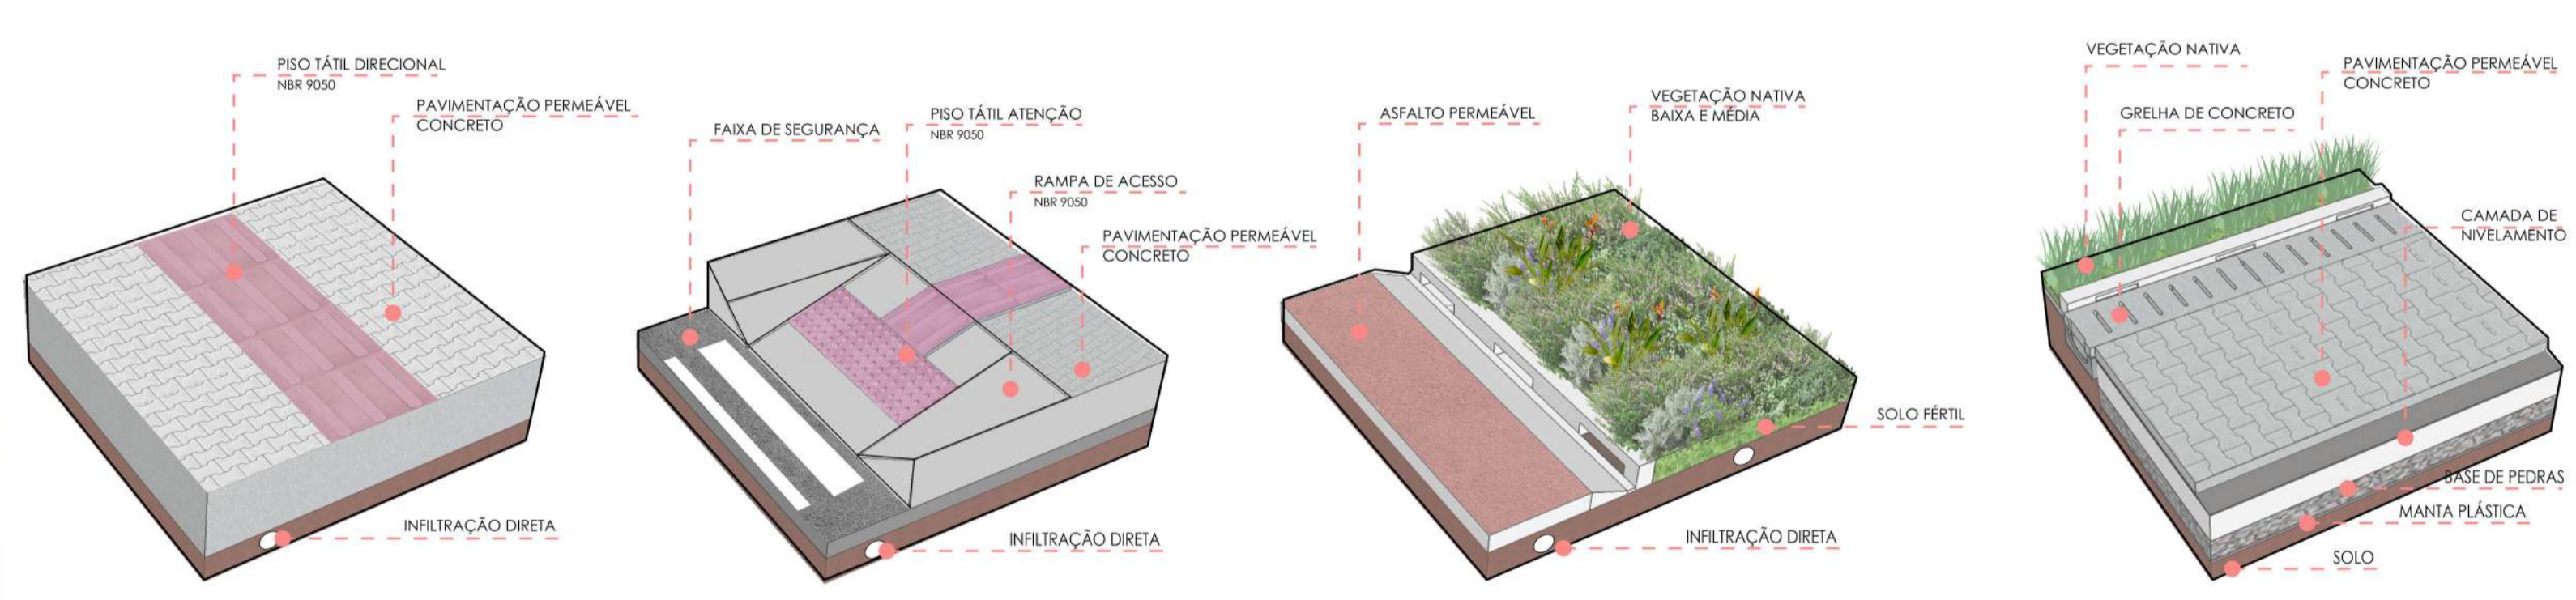 PISO TÁTIL DIRECIONAL
NBR 9050
PAVIMENTAÇÃO PERMEÁVEL
CONCRETO
INFILTRAÇÃO DIRETA
FAIXA DE SEGURANÇA
PISO TÁTIL ATENÇÃO
NBR 9050
RAMPA DE ACESSO
NBR 9050
PAVIMENTAÇÃO PERMEÁVEL
CONCRETO
INFILTRAÇÃO DIRETA
ASFALTO PERMEÁVEL
VEGETAÇÃO NATIVA
BAIXA E MÉDIA
SOLO FÉRTIL
INFILTRAÇÃO DIRETA
VEGETAÇÃO NATIVA
PAVIMENTAÇÃO PERMEÁVEL
CONCRETO
GRELHA DE CONCRETO
CAMADA DE
NIVELAMENTO
BASE DE PEDRAS
MANTA PLÁSTICA
SOLO